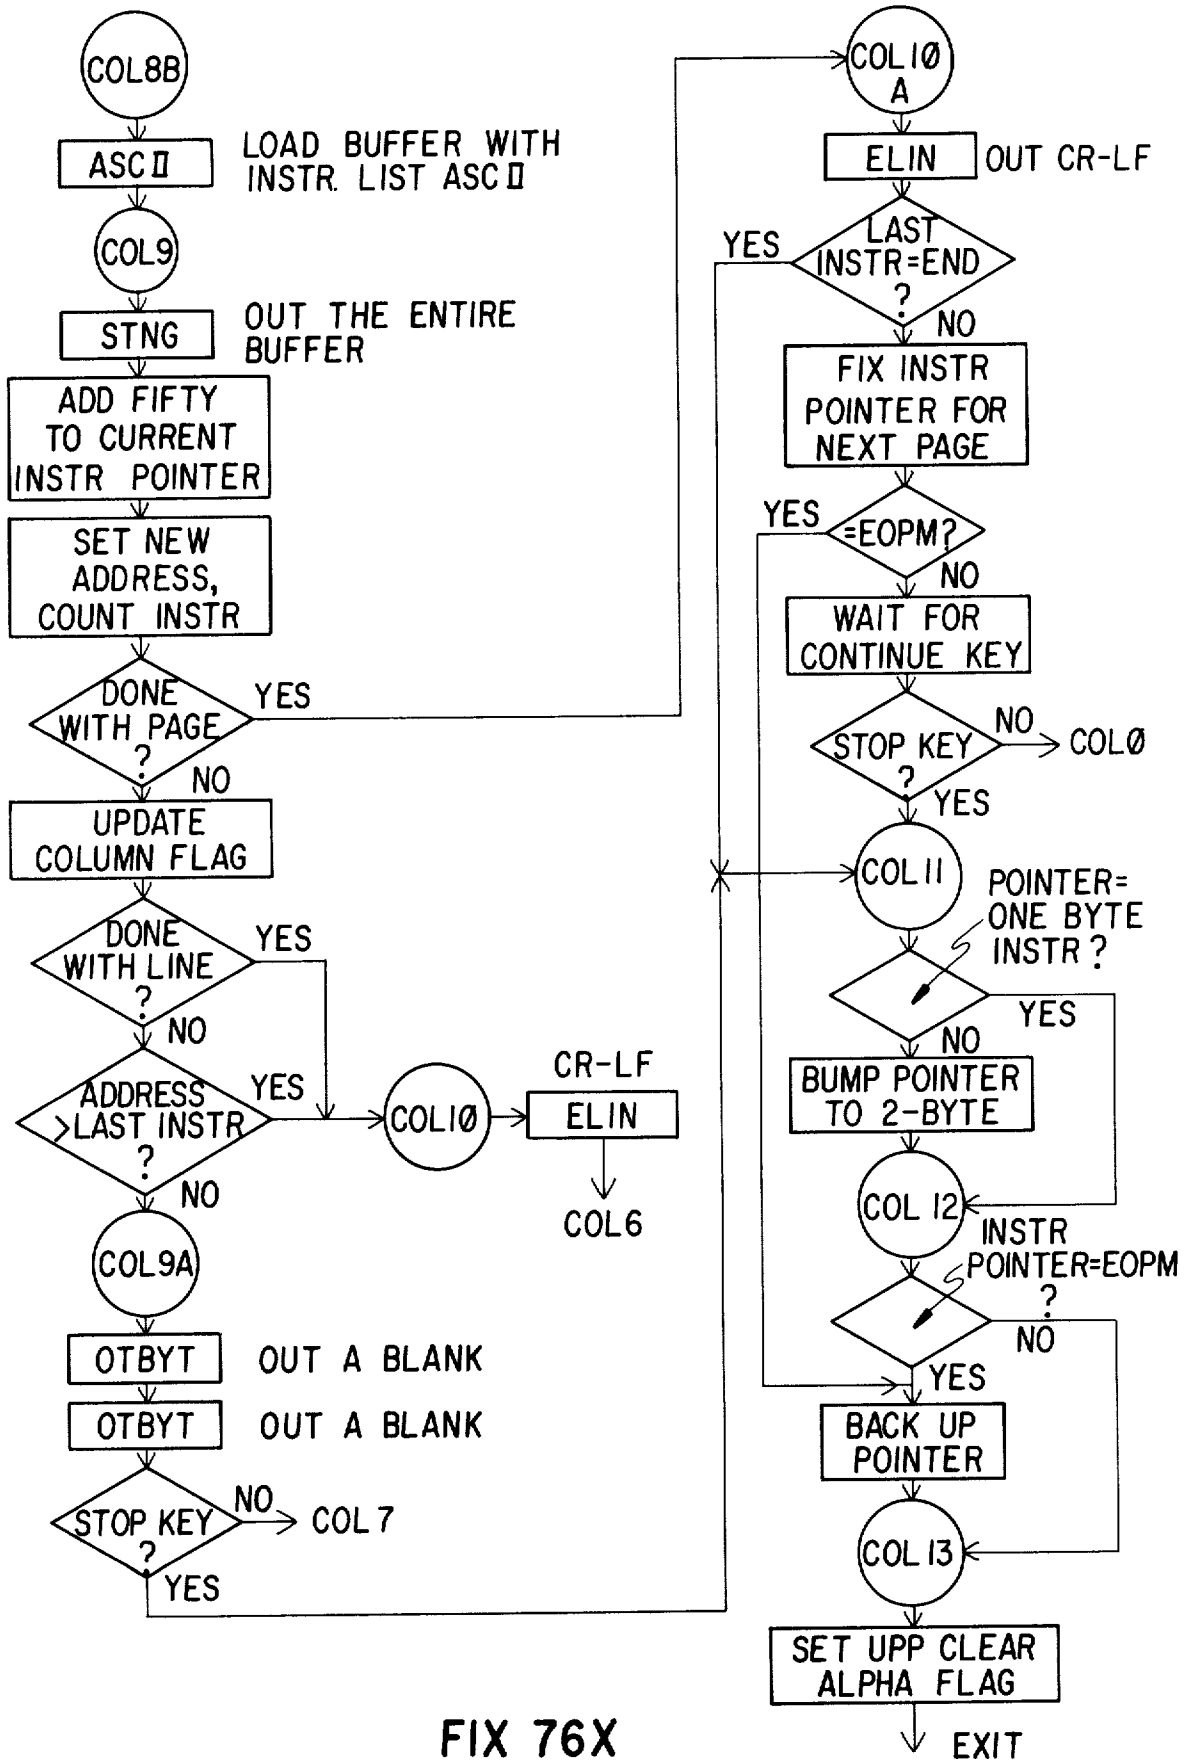 COL8B
ASCII
LOAD BUFFER WITH
INSTR. LIST ASCII
COL9
STNG
OUT THE ENTIRE
BUFFER
ADD FIFTY
TO CURRENT
INSTR POINTER
SET NEW
ADDRESS,
COUNT INSTR
DONE
WITH PAGE
?
YES
NO
UPDATE
COLUMN FLAG
DONE
WITH LINE
?
YES
NO
ADDRESS
>LAST INSTR
?
YES
NO
COL10
CR-LF
ELIN
COL6
COL9A
OTBYT
OUT A BLANK
OTBYT
OUT A BLANK
STOP KEY
?
NO
COL7
YES
COL10
A
ELIN
OUT CR-LF
LAST
INSTR=END
?
YES
NO
FIX INSTR
POINTER FOR
NEXT PAGE
=EOPM?
YES
NO
WAIT FOR
CONTINUE KEY
STOP KEY
?
NO
COL0
YES
COL11
POINTER=
ONE BYTE
INSTR?
YES
NO
BUMP POINTER
TO 2-BYTE
COL 12
INSTR
POINTER=EOPM
?
NO
YES
BACK UP
POINTER
COL 13
SET UPP CLEAR
ALPHA FLAG
EXIT
FIX 76X